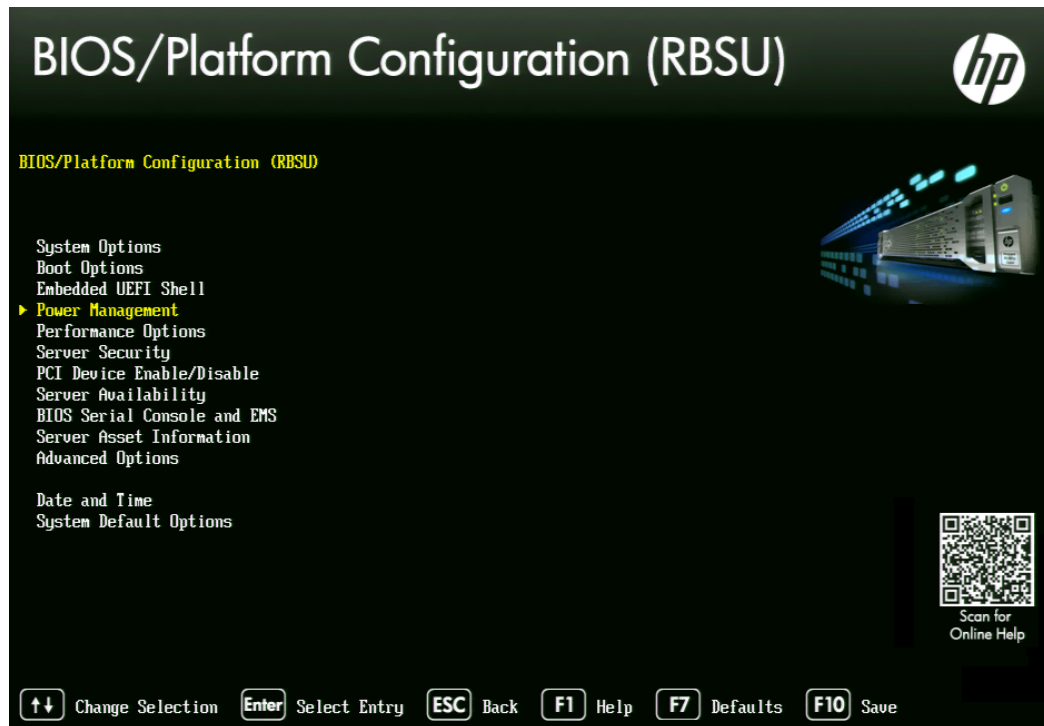 BIOS/Platform Configuration (RBSU)
hp
BIOS/Platform Configuration (RBSU)
System Options
Boot Options
Embedded UEFI Shell
Power Management
Performance Options
Server Security
PCI Device Enable/Disable
Server Availability
BIOS Serial Console and EMS
Server Asset Information
Advanced Options
Date and Time
System Default Options
Scan for
Online Help
↑↓ Change Selection Enter Select Entry ESC Back F1 Help F7 Defaults F10 Save